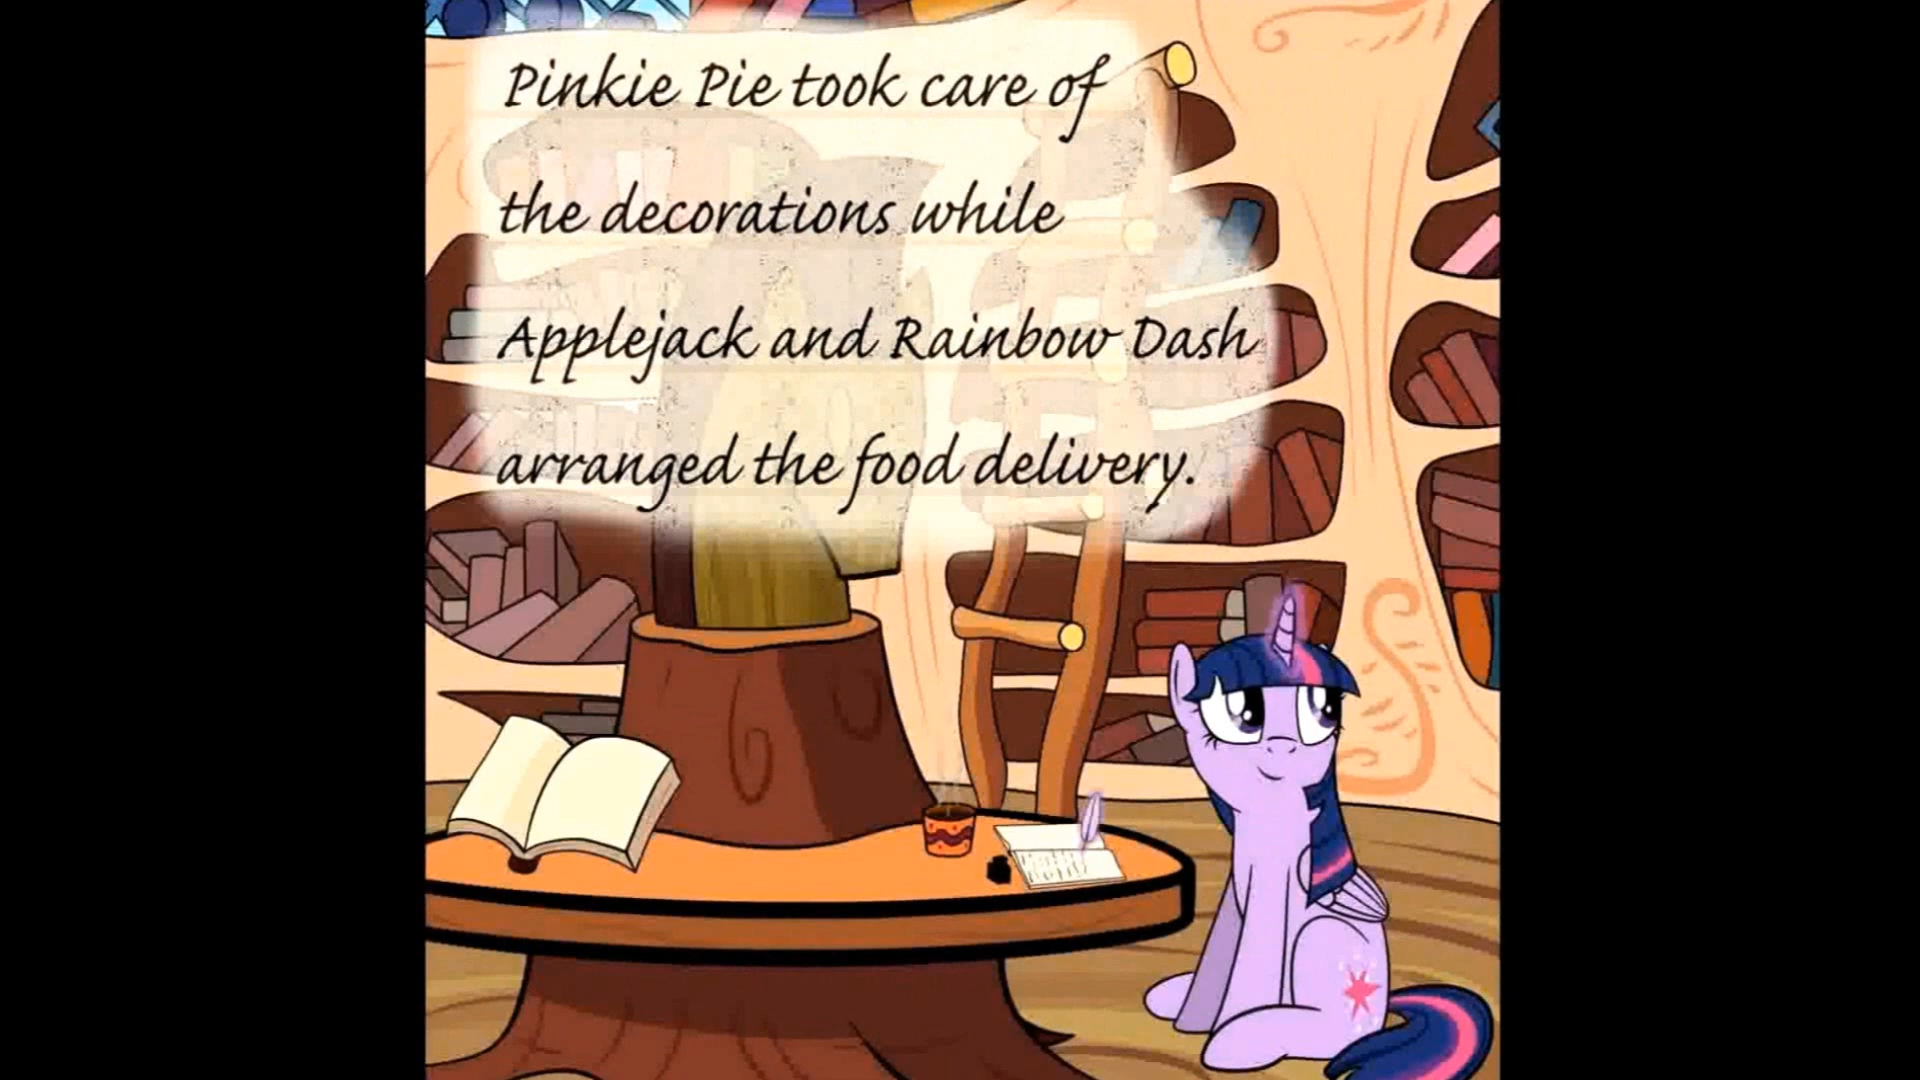 Pinkie Pie took care of
the decorations while
Applejack and Rainbow Dash
arranged the food delivery.